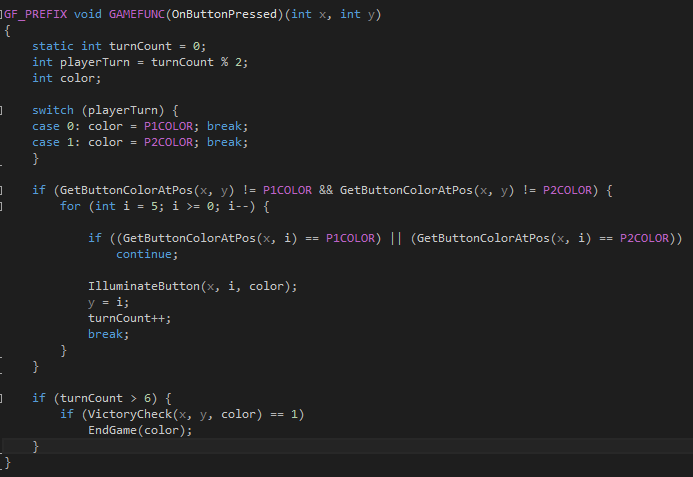 GF_PREFIX void GAMEFUNC(OnButtonPressed)(int x, int y)
{
    static int turnCount = 0;
    int playerTurn = turnCount % 2;
    int color;

    switch (playerTurn) {
    case 0: color = P1COLOR; break;
    case 1: color = P2COLOR; break;
    }

    if (GetButtonColorAtPos(x, y) != P1COLOR && GetButtonColorAtPos(x, y) != P2COLOR) {
        for (int i = 5; i >= 0; i--) {

            if ((GetButtonColorAtPos(x, i) == P1COLOR) || (GetButtonColorAtPos(x, i) == P2COLOR))
                continue;

            IlluminateButton(x, i, color);
            y = i;
            turnCount++;
            break;
        }
    }

    if (turnCount > 6) {
        if (VictoryCheck(x, y, color) == 1)
            EndGame(color);
    }
}